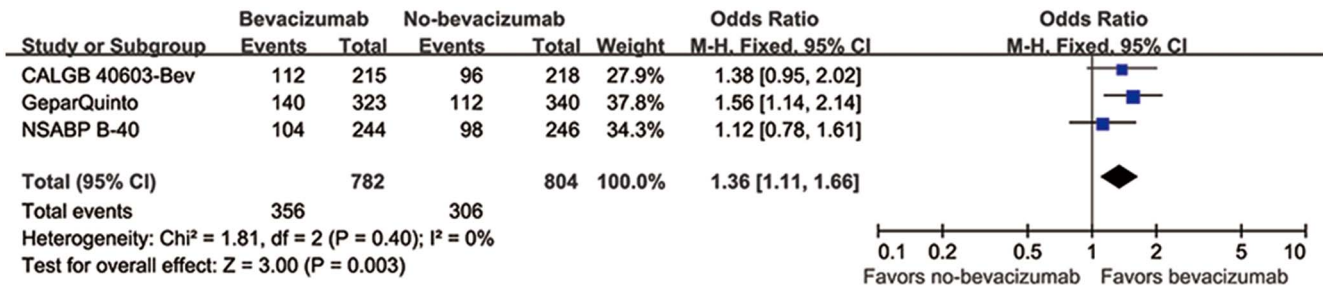 Bevacizumab No-bevacizumab Odds Ratio Odds Ratio
Study or Subgroup Events Total Events Total Weight M-H. Fixed. 95% CI M-H. Fixed. 95% CI
CALGB 40603-Bev 112 215 96 218 27.9% 1.38 [0.95, 2.02]
GeparQuinto 140 323 112 340 37.8% 1.56 [1.14, 2.14]
NSABP B-40 104 244 98 246 34.3% 1.12 [0.78, 1.61]
Total (95% CI) 782 804 100.0% 1.36 [1.11, 1.66]
Total events 356 306
Heterogeneity: Chi² = 1.81, df = 2 (P = 0.40); I² = 0%
Test for overall effect: Z = 3.00 (P = 0.003)
0.1 0.2 0.5 1 2 5 10
Favors no-bevacizumab Favors bevacizumab